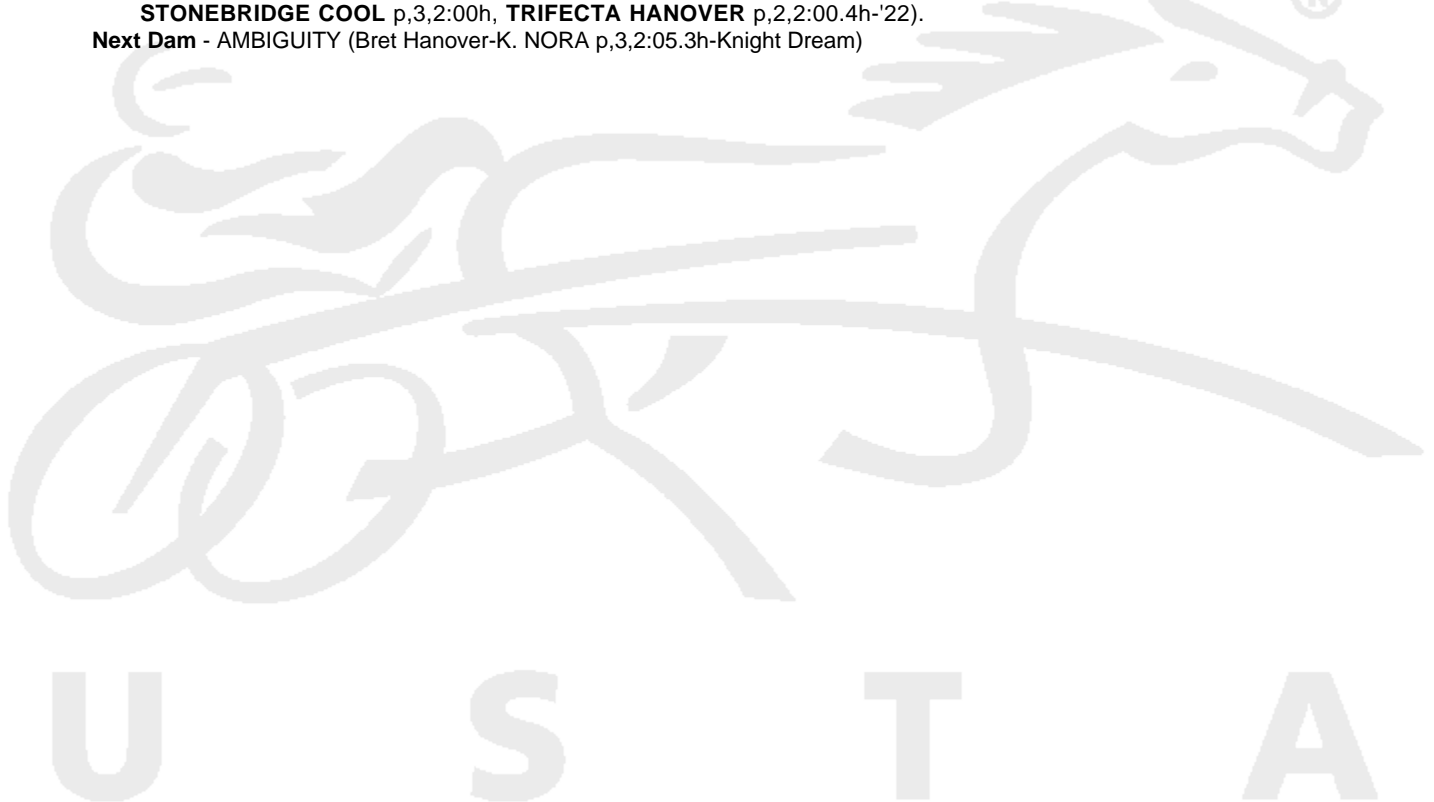 STONEBRIDGE COOL p,3,2:00h, TRIFECTA HANOVER p,2,2:00.4h-'22).
Next Dam - AMBIGUITY (Bret Hanover-K. NORA p,3,2:05.3h-Knight Dream)
®
U S T A